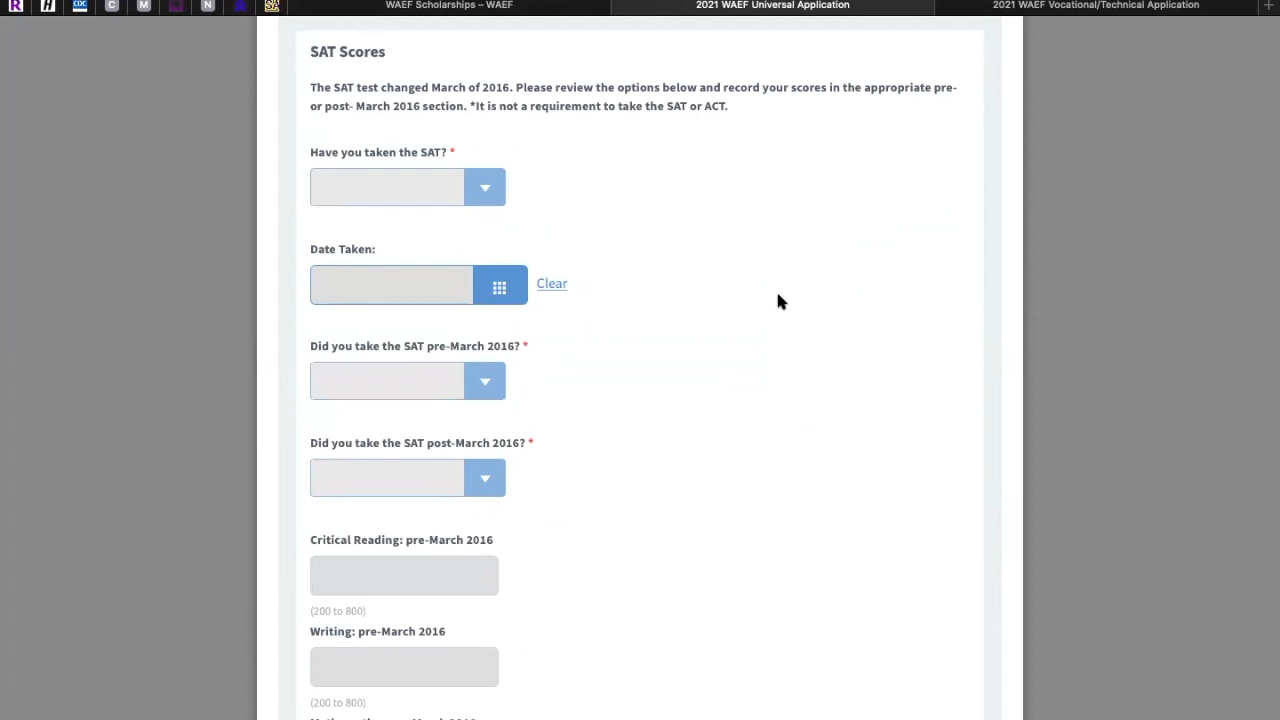 R H CDC C M N SA WAEF Scholarships – WAEF 2021 WAEF Universal Application 2021 WAEF Vocational/Technical Application +
SAT Scores
The SAT test changed March of 2016. Please review the options below and record your scores in the appropriate pre-
or post- March 2016 section. *It is not a requirement to take the SAT or ACT.
Have you taken the SAT? *
Date Taken:
Clear
Did you take the SAT pre-March 2016? *
Did you take the SAT post-March 2016? *
Critical Reading: pre-March 2016
(200 to 800)
Writing: pre-March 2016
(200 to 800)